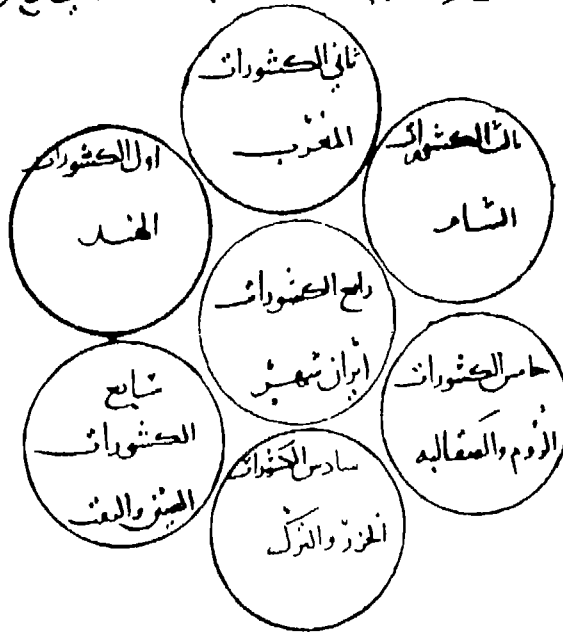 اول الكشورات
الهند
ثاني الكشورات
المغرب
ثالث الكشورات
الشام
رابع الكشورات
ايران شهر
خامس الكشورات
الروم والصقالبه
سادس الكشورات
الخزر والترك
سابع
الكشورات
الصين والتبت